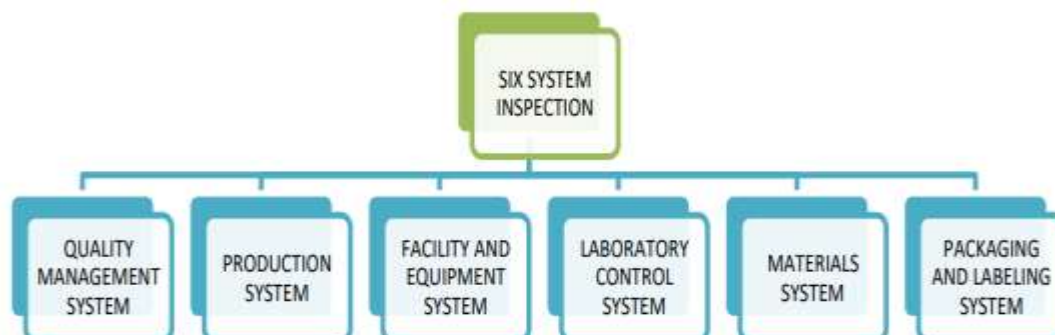 SIX SYSTEM
INSPECTION
QUALITY
MANAGEMENT
SYSTEM
PRODUCTION
SYSTEM
FACILITY AND
EQUIPMENT
SYSTEM
LABORATORY
CONTROL
SYSTEM
MATERIALS
SYSTEM
PACKAGING
AND LABELING
SYSTEM